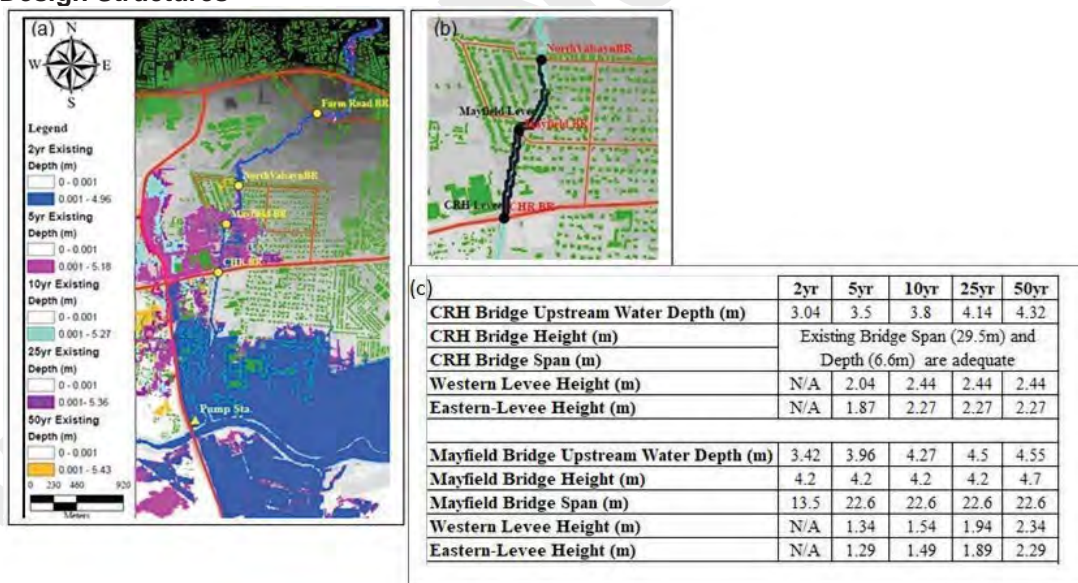 Design Structures
(a)
N
W E
S
Legend
2yr Existing
Depth (m)
0 - 0.001
0.001 - 4.96
5yr Existing
Depth (m)
0 - 0.001
0.001 - 5.18
10yr Existing
Depth (m)
0 - 0.001
0.001 - 5.27
25yr Existing
Depth (m)
0 - 0.001
0.001 - 5.36
50yr Existing
Depth (m)
0 - 0.001
0.001 - 5.43
0 230 460 920
Meters
Farm Road BR
NorthValsaynBR
Mayfield BR
CHR BR
Pump Sta.
(b)
NorthValsaynBR
Mayfield Levee
Mayfield BR
CRH Levee CHR BR
(c)
2yr 5yr 10yr 25yr 50yr
CRH Bridge Upstream Water Depth (m) 3.04 3.5 3.8 4.14 4.32
CRH Bridge Height (m) Existing Bridge Span (29.5m) and
CRH Bridge Span (m) Depth (6.6m) are adequate
Western Levee Height (m) N/A 2.04 2.44 2.44 2.44
Eastern-Levee Height (m) N/A 1.87 2.27 2.27 2.27
Mayfield Bridge Upstream Water Depth (m) 3.42 3.96 4.27 4.5 4.55
Mayfield Bridge Height (m) 4.2 4.2 4.2 4.2 4.7
Mayfield Bridge Span (m) 13.5 22.6 22.6 22.6 22.6
Western Levee Height (m) N/A 1.34 1.54 1.94 2.34
Eastern-Levee Height (m) N/A 1.29 1.49 1.89 2.29